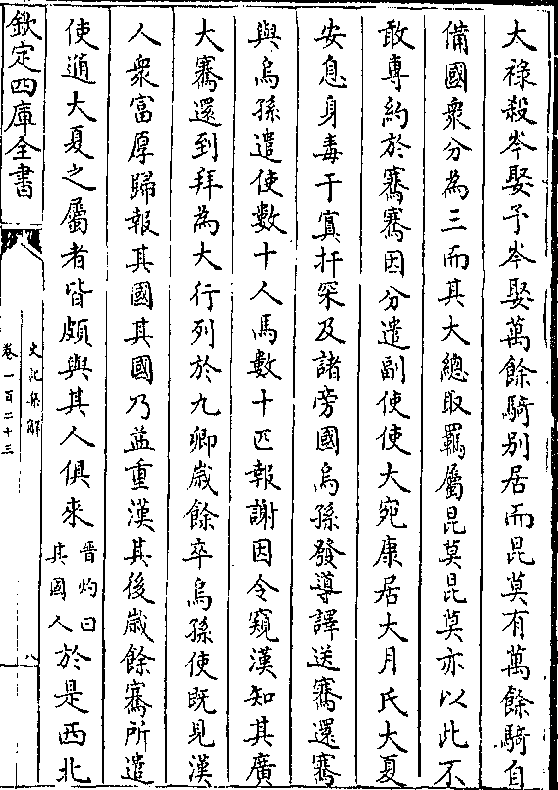 大祿殺岑娶予岑娶萬餘騎别居而昆莫有萬餘騎自
備國衆分為三而其大總取羈屬昆莫昆莫亦以此不
敢專約於騫騫因分遣副使使大宛康居大月氏大夏
安息身毒于窴扜罙及諸旁國烏孫發導譯送騫還騫
與烏孫遣使數十人馬數十匹報謝因令窺漢知其廣
大騫還到拜為大行列於九卿歲餘卒烏孫使既見漢
人衆富厚歸報其國其國乃益重漢其後歲餘騫所遣
使通大夏之屬者皆頗與其人俱來晋灼曰其國人於是西北
欽定四庫全書
史記集解
卷一百二十三
八